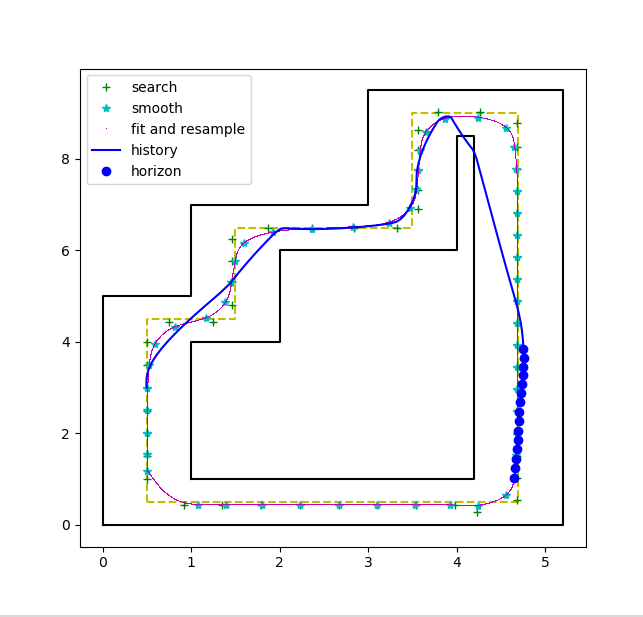 search
smooth
fit and resample
history
horizon
8
6
4
2
0
0 1 2 3 4 5